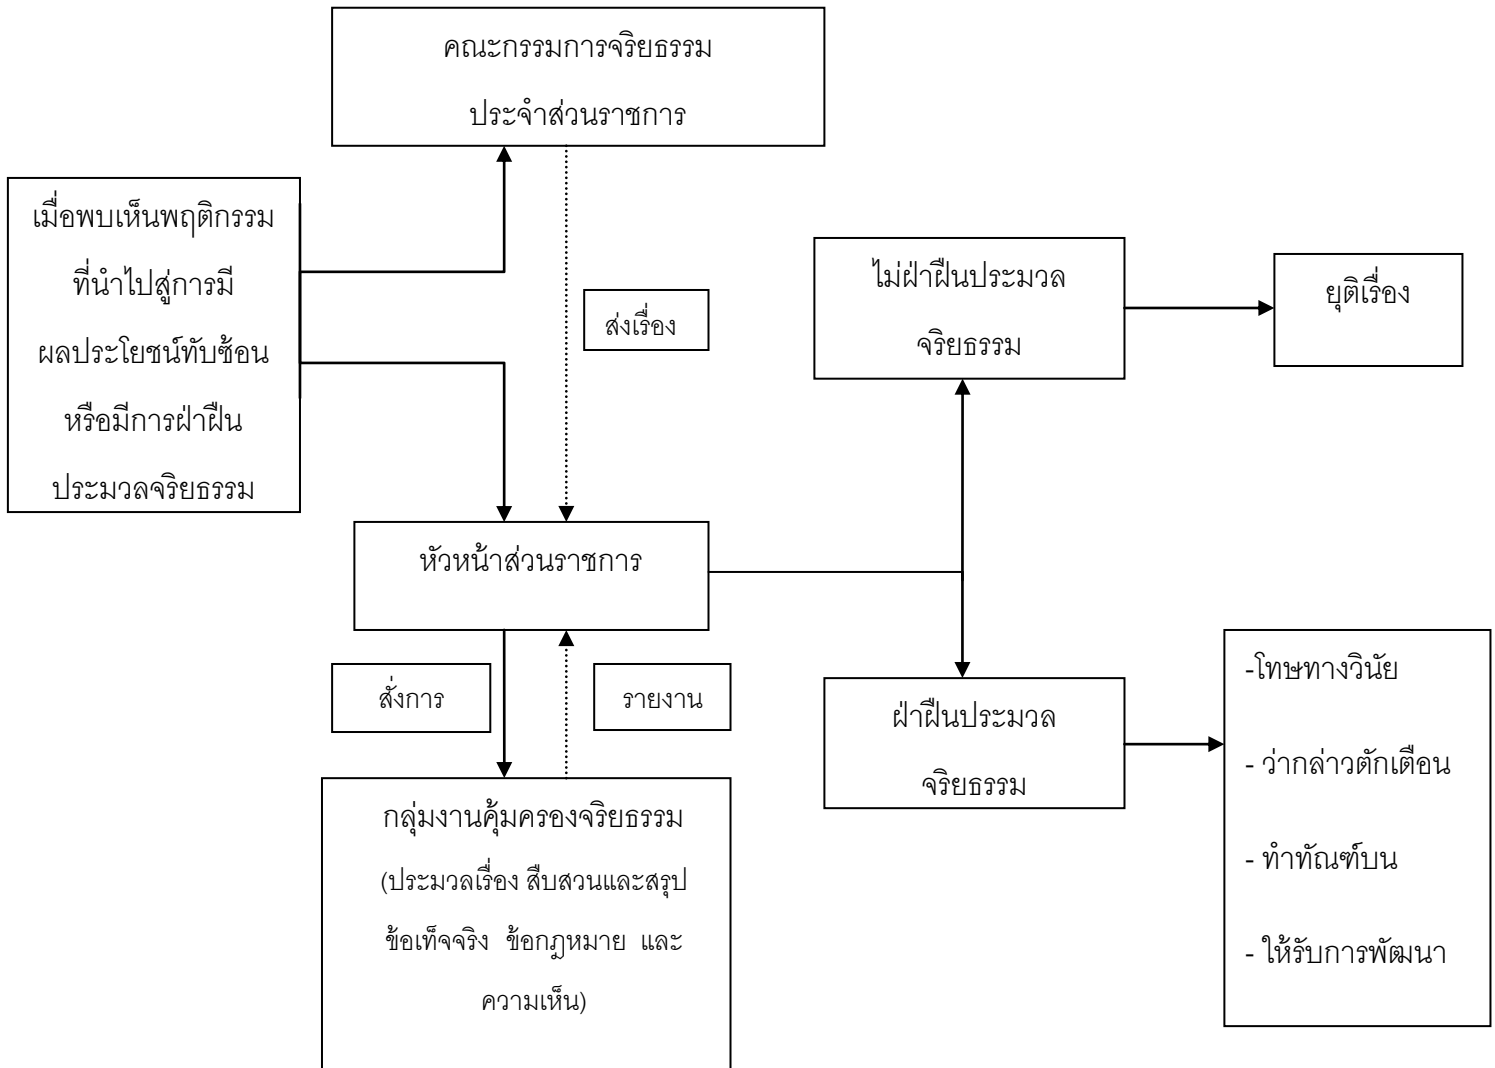 คณะกรรมการจริยธรรม
ประจำส่วนราชการ
เมื่อพบเห็นพฤติกรรม
ที่นำไปสู่การมี
ผลประโยชน์ทับซ้อน
หรือมีการฝ่าฝืน
ประมวลจริยธรรม
ส่งเรื่อง
ไม่ฝ่าฝืนประมวล
จริยธรรม
ยุติเรื่อง
หัวหน้าส่วนราชการ
สั่งการ
รายงาน
ฝ่าฝืนประมวล
จริยธรรม
-โทษทางวินัย
- ว่ากล่าวตักเตือน
- ทำทัณฑ์บน
- ให้รับการพัฒนา
กลุ่มงานคุ้มครองจริยธรรม
(ประมวลเรื่อง สืบสวนและสรุป
ข้อเท็จจริง ข้อกฎหมาย และ
ความเห็น)